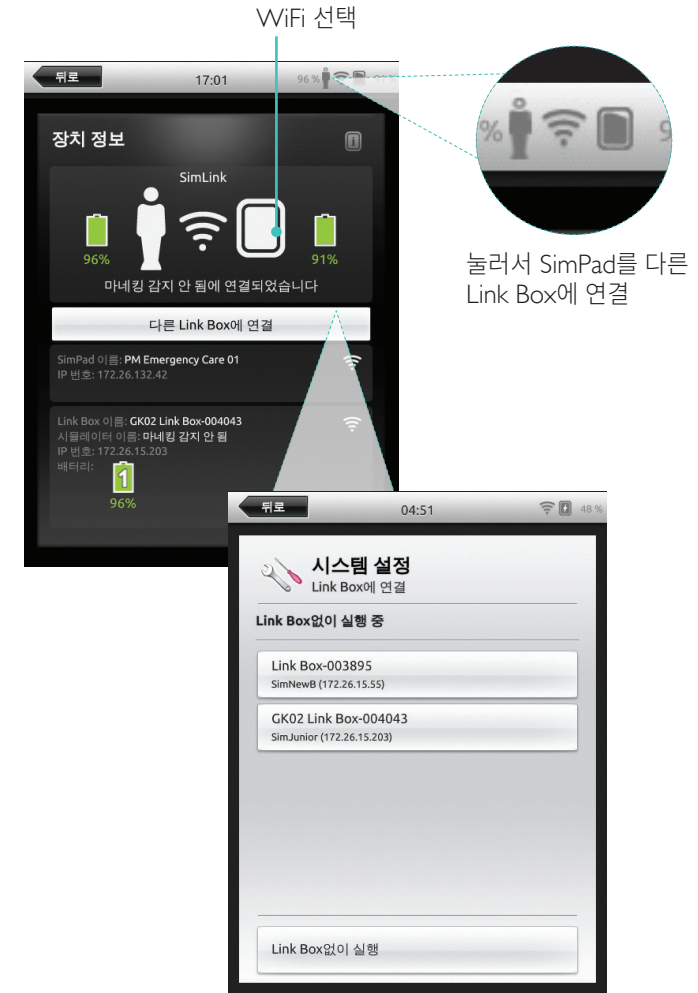 WiFi 선택
뒤로
17:01
96 %
장치 정보
SimLink
96%
91%
마네킹 감지 안 됨에 연결되었습니다
다른 Link Box에 연결
SimPad 이름: PM Emergency Care 01
IP 번호: 172.26.132.42
Link Box 이름: GK02 Link Box-004043
시뮬레이터 이름: 마네킹 감지 안 됨
IP 번호: 172.26.15.203
배터리:
1
96%
%
9
눌러서 SimPad를 다른
Link Box에 연결
뒤로
04:51
48 %
시스템 설정
Link Box에 연결
Link Box없이 실행 중
Link Box-003895
SimNewB (172.26.15.55)
GK02 Link Box-004043
SimJunior (172.26.15.203)
Link Box없이 실행